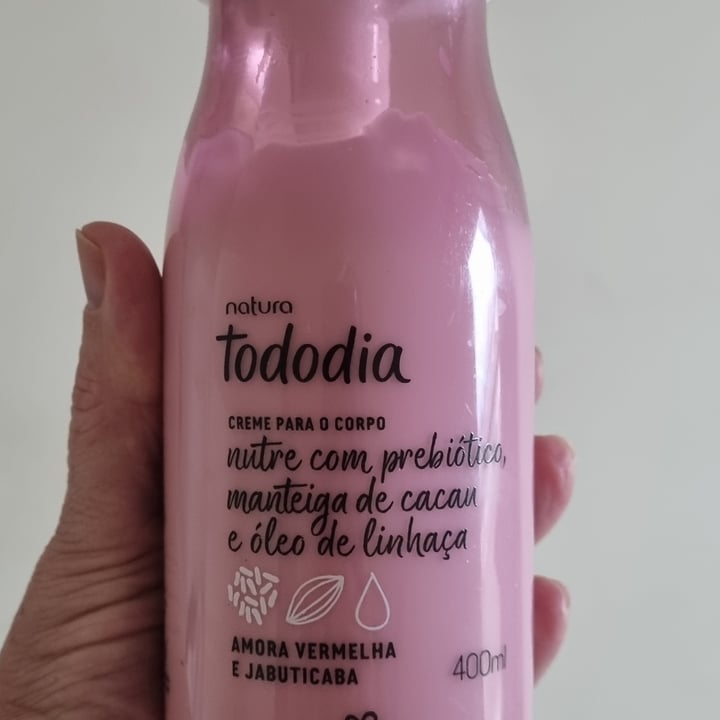 natura
tododia
CREME PARA O CORPO
nutre com prebiótico,
manteiga de cacau
e óleo de linhaça
AMORA VERMELHA
E JABUTICABA
400ml